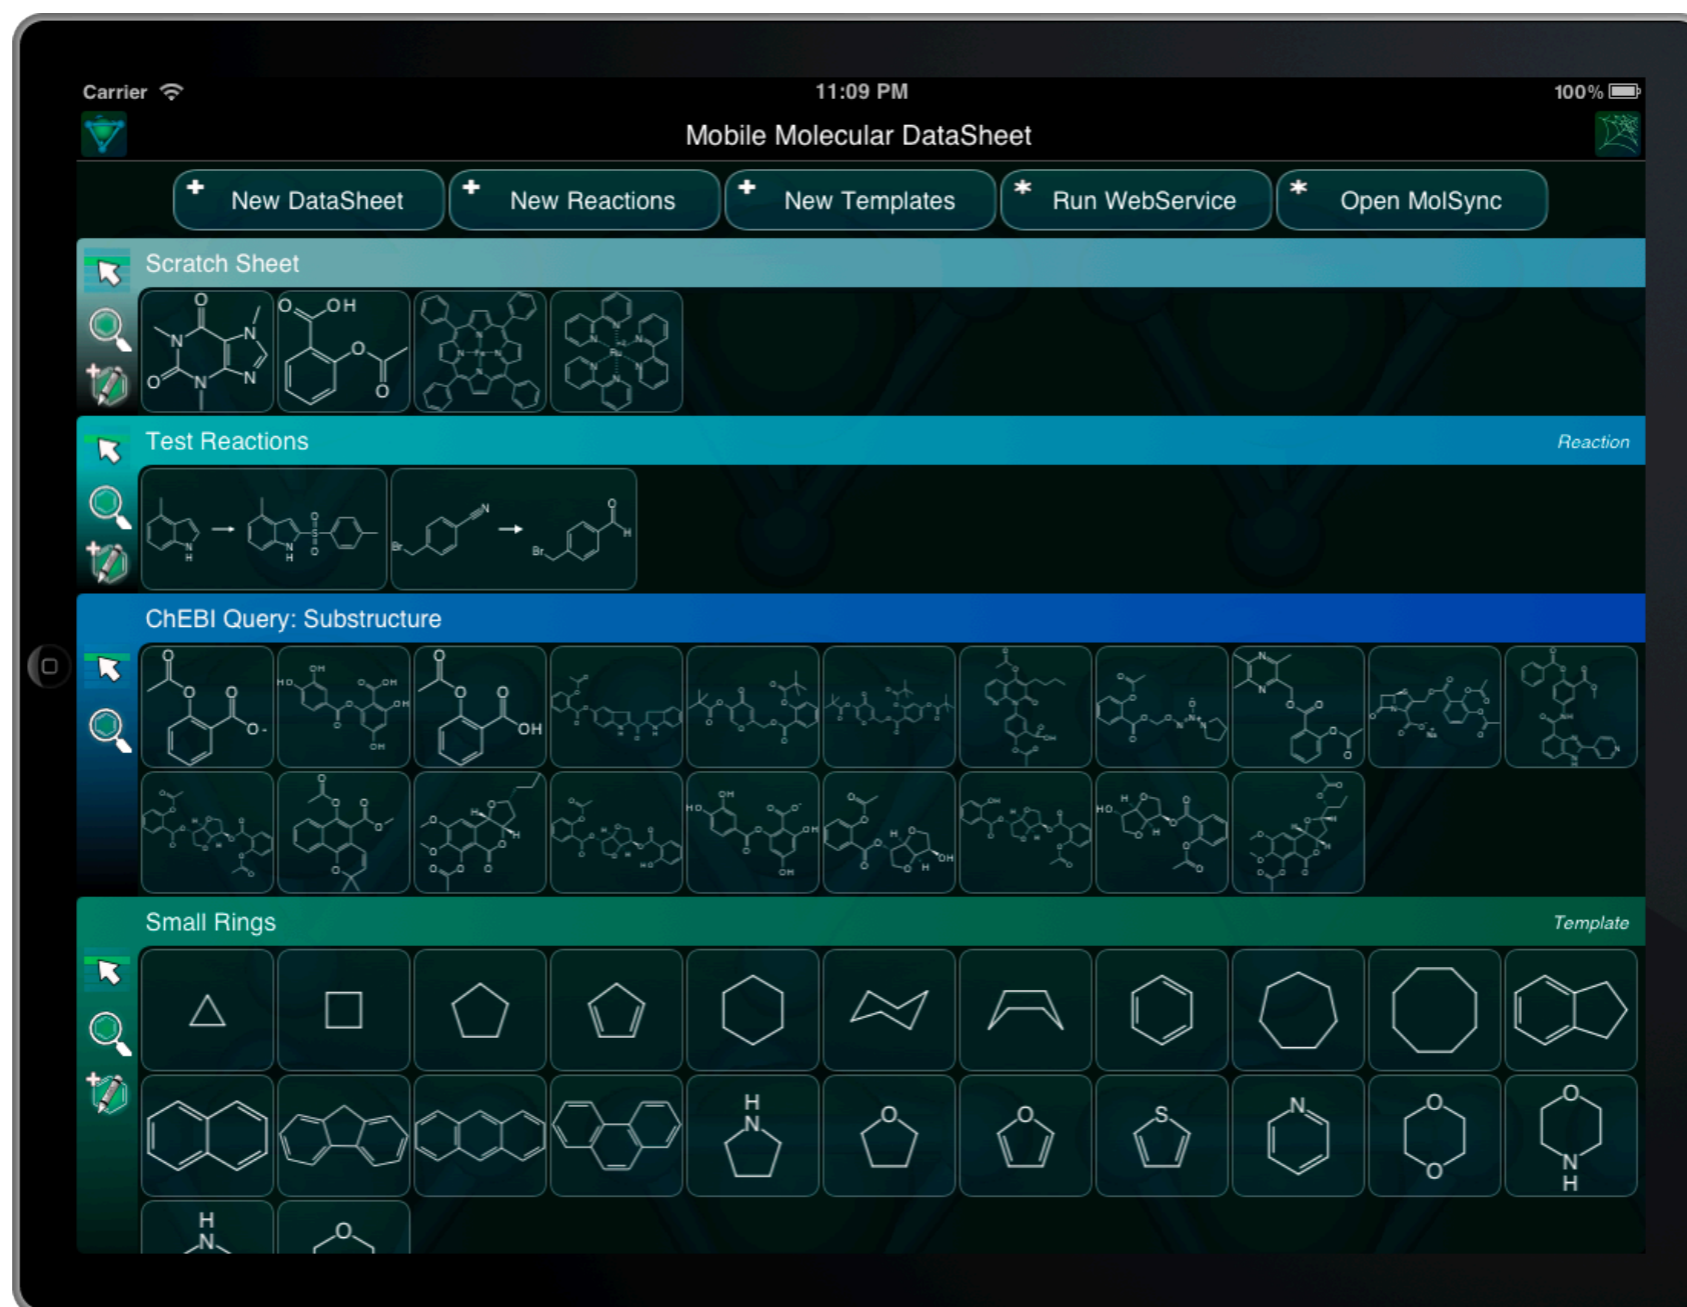 Carrier 11:09 PM 100%
Mobile Molecular DataSheet
+ New DataSheet + New Reactions + New Templates * Run WebService * Open MolSync
Scratch Sheet
Test Reactions Reaction
ChEBI Query: Substructure
Small Rings Template